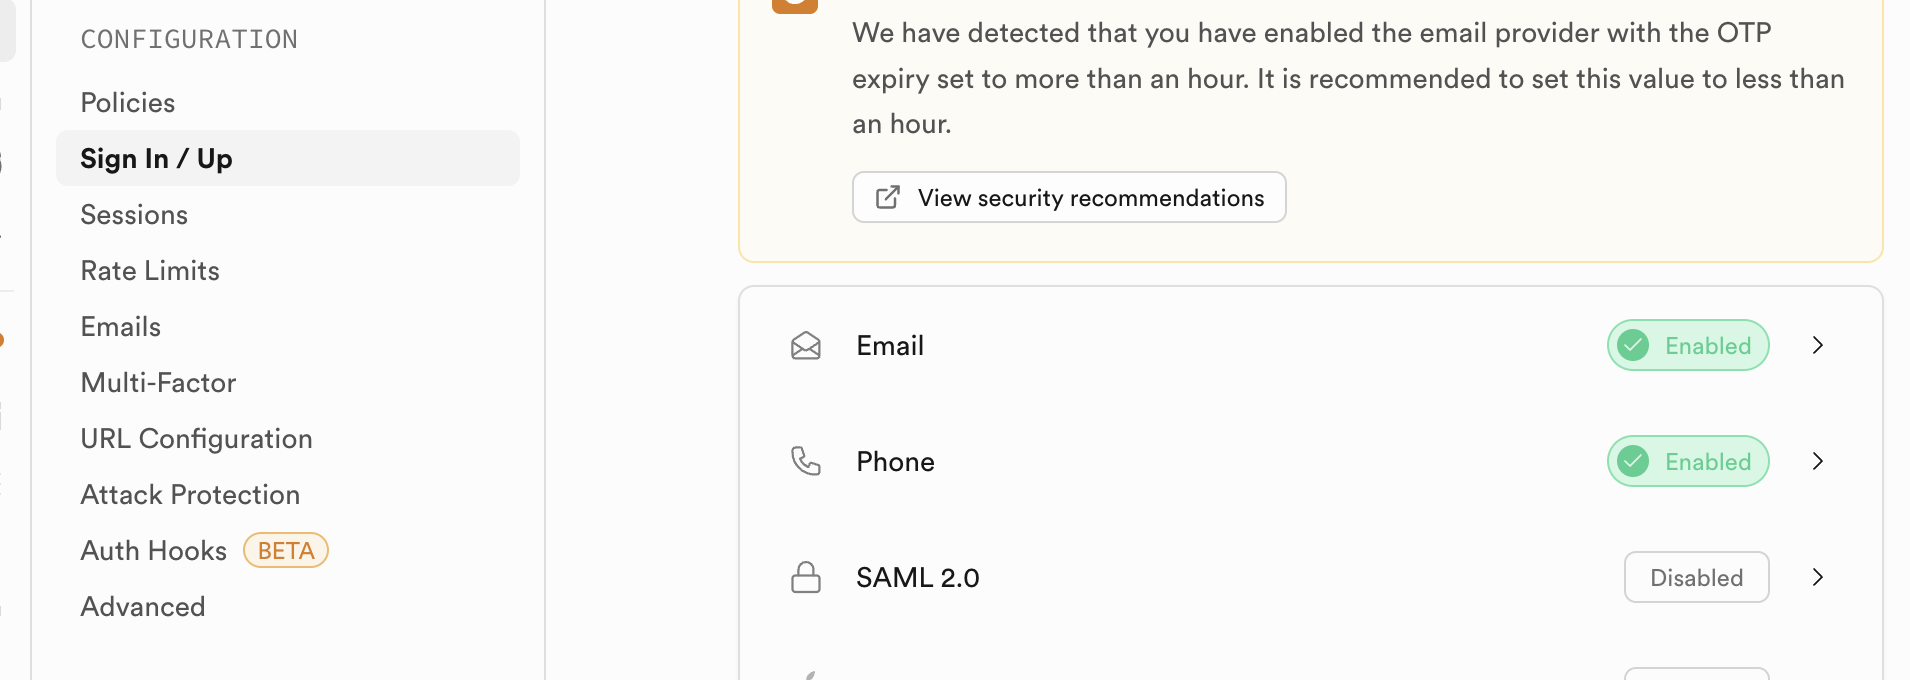 CONFIGURATION
Policies
Sign In / Up
Sessions
Rate Limits
Emails
Multi-Factor
URL Configuration
Attack Protection
Auth Hooks BETA
Advanced
We have detected that you have enabled the email provider with the OTP
expiry set to more than an hour. It is recommended to set this value to less than
an hour.
View security recommendations
Email Enabled
Phone Enabled
SAML 2.0 Disabled